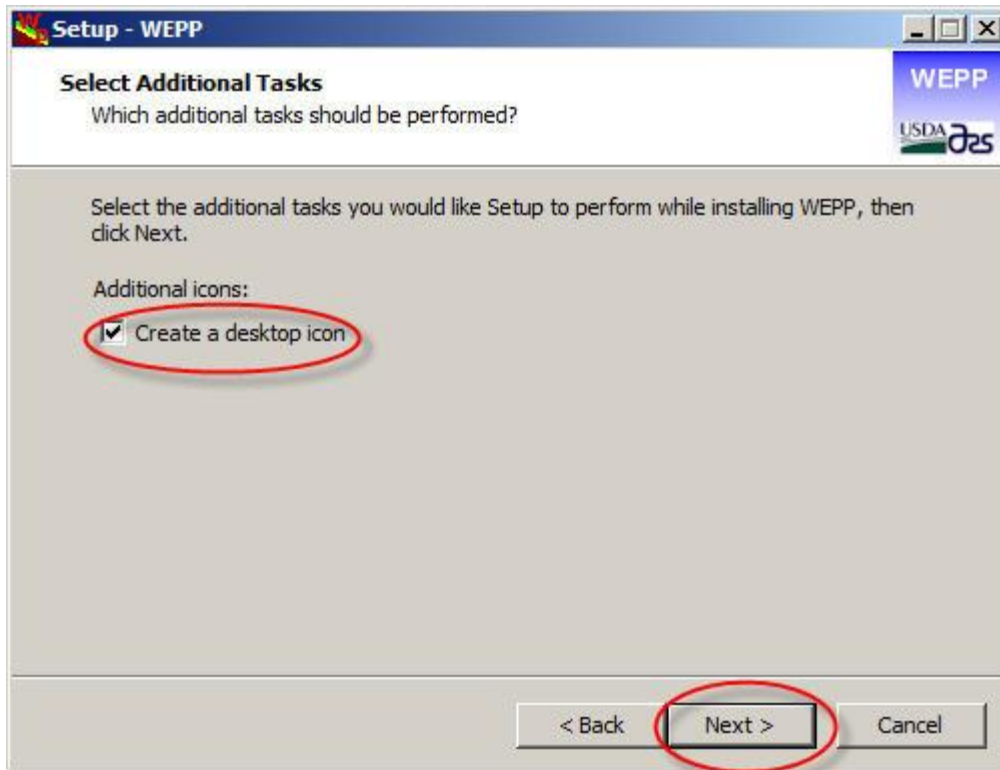 Setup - WEPP
Select Additional Tasks
Which additional tasks should be performed?
WEPP
USDA
Select the additional tasks you would like Setup to perform while installing WEPP, then
click Next.
Additional icons:
Create a desktop icon
< Back
Next >
Cancel